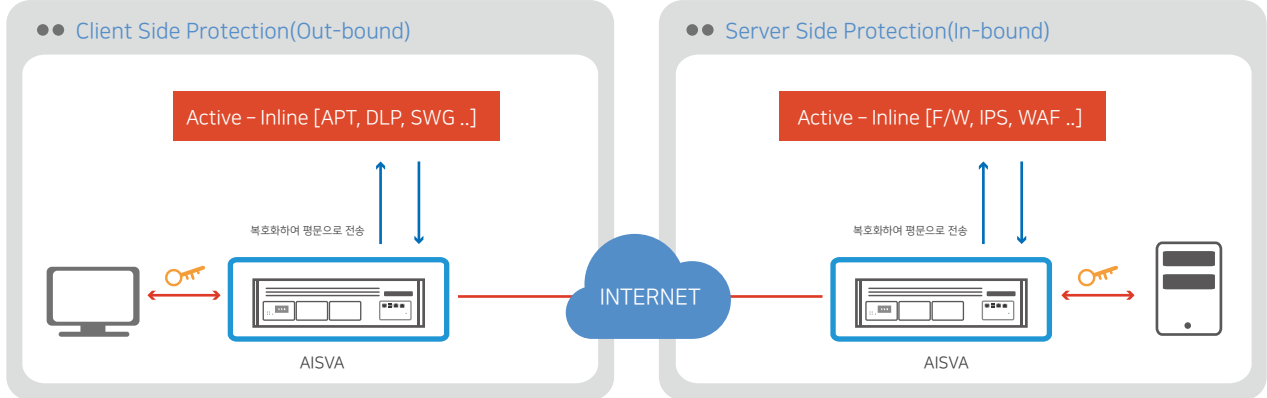 Client Side Protection(Out-bound)
Active – Inline [APT, DLP, SWG ..]
복호화하여 평문으로 전송
AISVA
INTERNET
Server Side Protection(In-bound)
Active – Inline [F/W, IPS, WAF ..]
복호화하여 평문으로 전송
AISVA